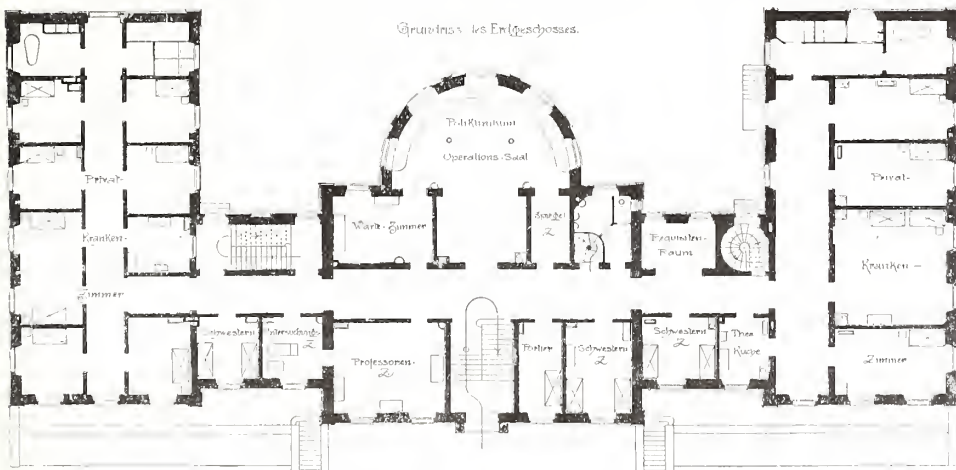 Grundriss des Erdgeschosses.
Poliklinikum
Operations-Saal
Privat-
Kranken-
Zimmer
Warte-Zimmer
Spiegel
Z
Requisiten-
Raum
Privat-
Kranken-
Zimmer
Schwestern
Z
Untersuchungs-
Z
Professoren-
Z
Portier
Schwestern
Z
Schwestern
Z
Thee
Küche